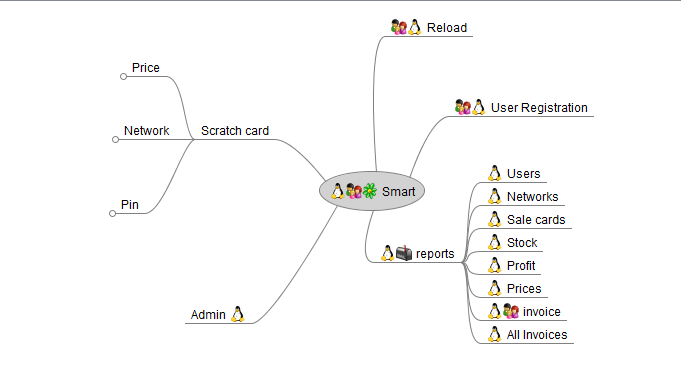 Reload
Price
User Registration
Network
Scratch card
Users
Smart
Networks
Pin
Sale cards
Stock
reports
Profit
Prices
Admin
invoice
All Invoices